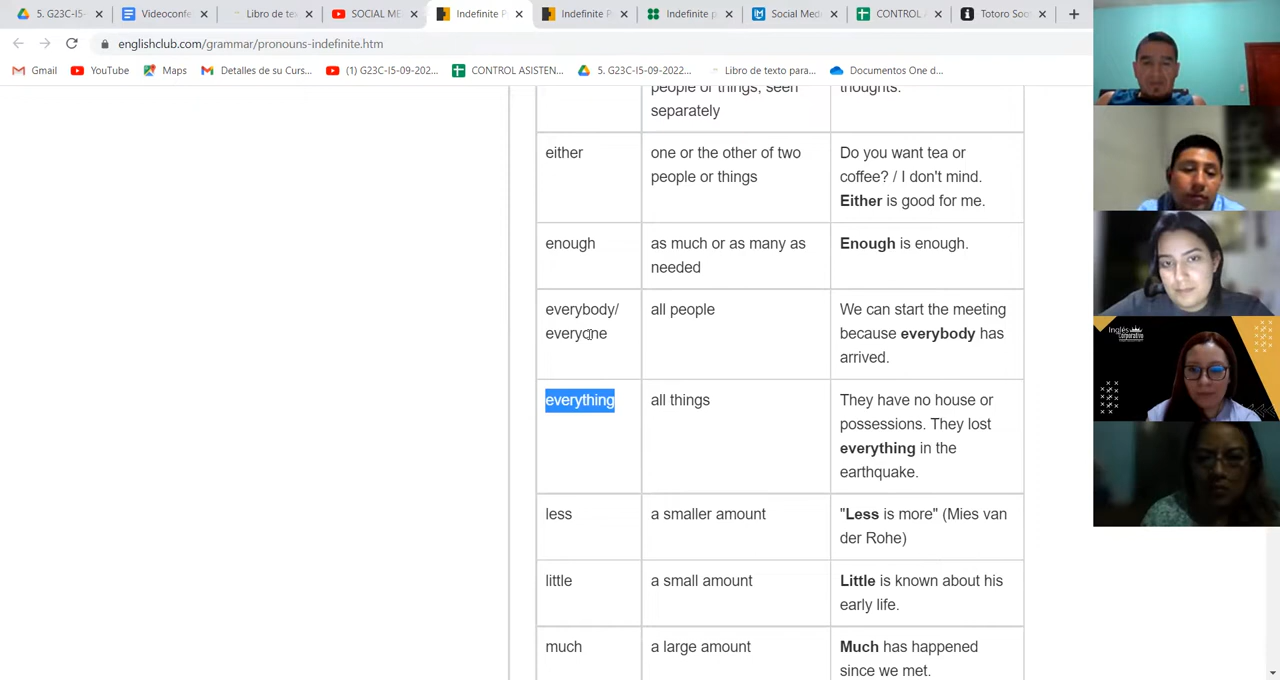 5. G23C-I5-
Videoconfe
Libro de te
SOCIAL ME
Indefinite P
Indefinite P
Indefinite p
Social Med
CONTROL A
Totoro Soo
englishclub.com/grammar/pronouns-indefinite.htm
Gmail
YouTube
Maps
Detalles de su Curs...
(1) G23C-I5-09-202...
CONTROL ASISTEN...
5. G23C-I5-09-2022...
Libro de texto para...
Documentos One d...
people or things, seen
separately
thoughts.
either
one or the other of two
people or things
Do you want tea or
coffee? / I don't mind.
Either is good for me.
enough
as much or as many as
needed
Enough is enough.
everybody/
everyone
all people
We can start the meeting
because everybody has
arrived.
everything
all things
They have no house or
possessions. They lost
everything in the
earthquake.
less
a smaller amount
"Less is more" (Mies van
der Rohe)
little
a small amount
Little is known about his
early life.
much
a large amount
Much has happened
since we met.
Inglés
Corporativo